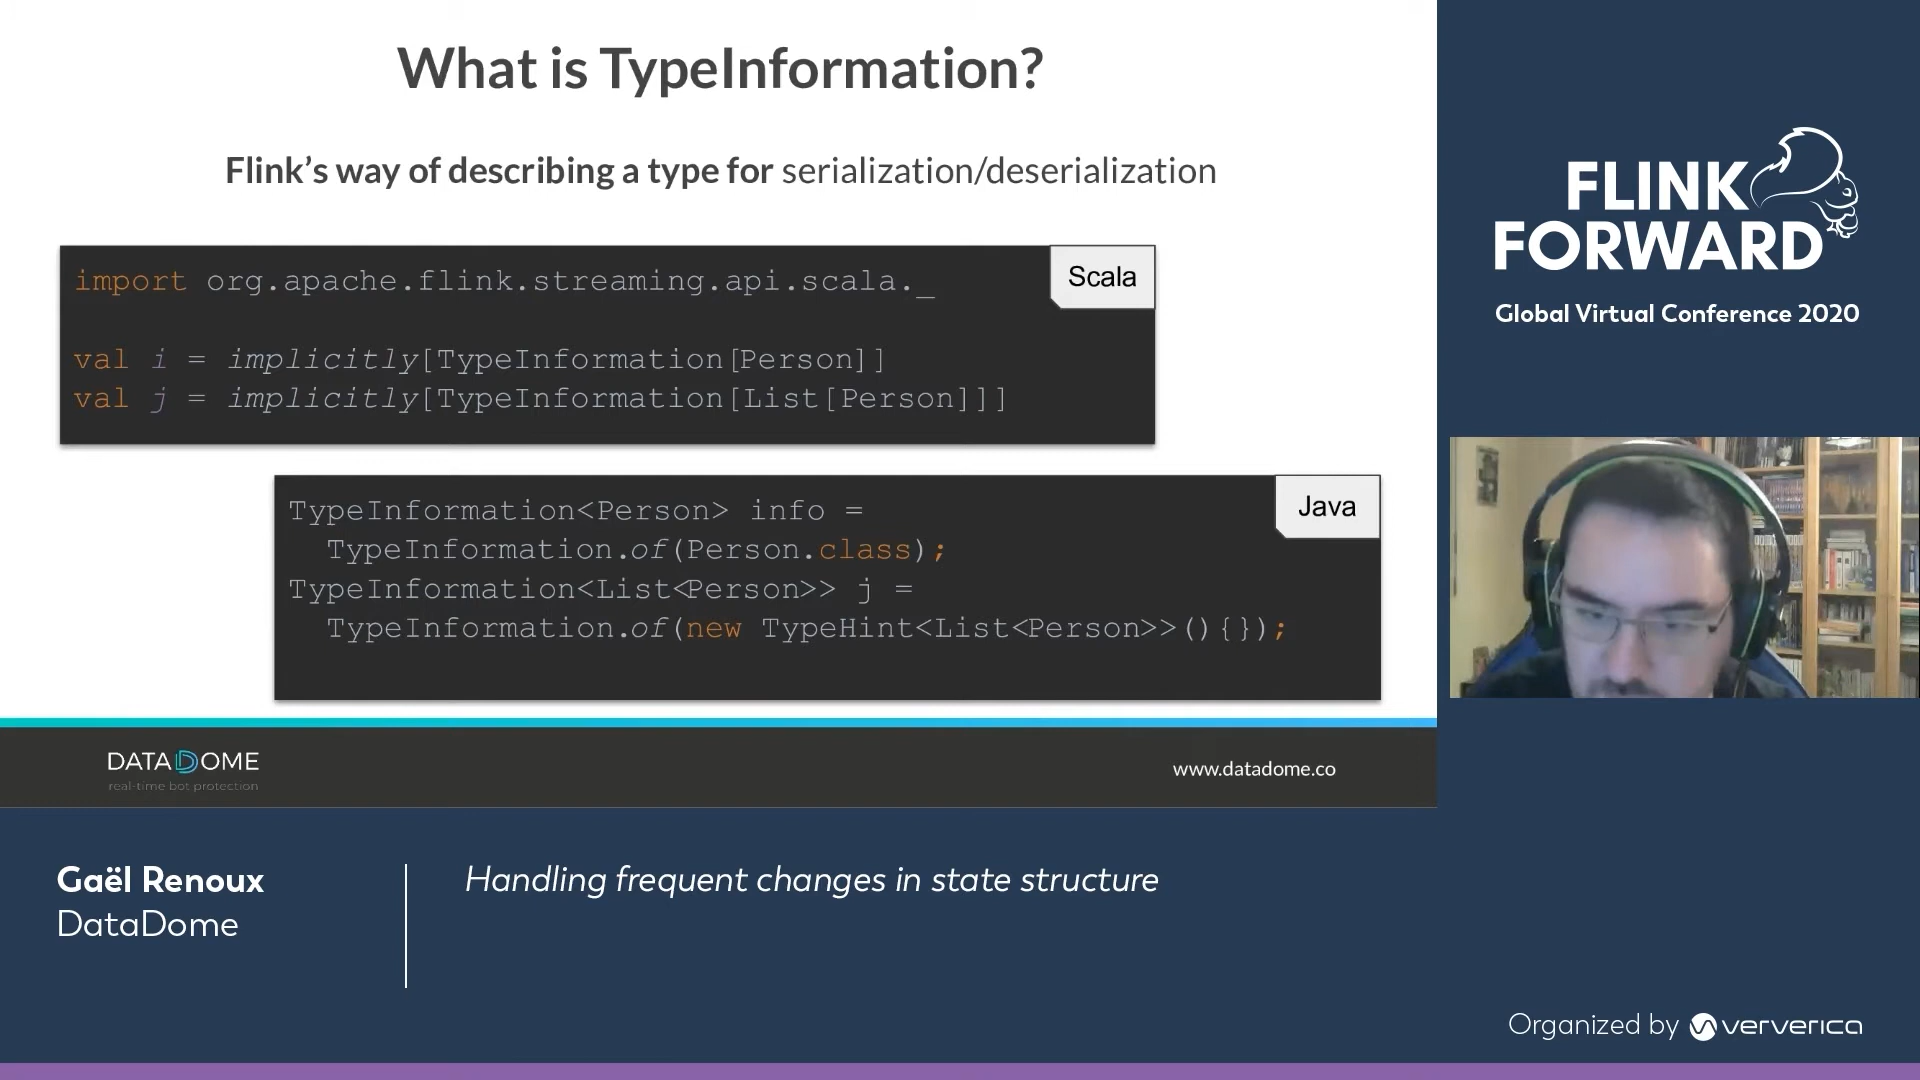 What is TypeInformation?
Flink’s way of describing a type for serialization/deserialization
Scala
import org.apache.flink.streaming.api.scala._
val i = implicitly[TypeInformation[Person]]
val j = implicitly[TypeInformation[List[Person]]]
Java
TypeInformation<Person> info =
TypeInformation.of(Person.class);
TypeInformation<List<Person>> j =
TypeInformation.of(new TypeHint<List<Person>>(){});
DATADOME
real-time bot protection
www.datadome.co
FLINK
FORWARD
Global Virtual Conference 2020
Gaël Renoux
DataDome
Handling frequent changes in state structure
Organized by ververica